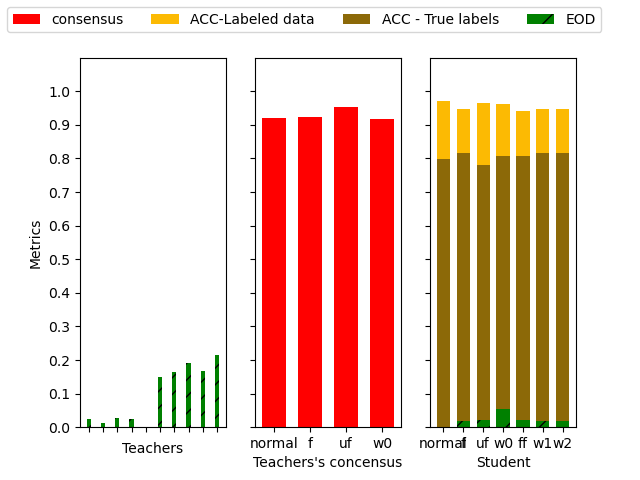 consensus ACC-Labeled data ACC - True labels EOD
Metrics
1.0
0.9
0.8
0.7
0.6
0.5
0.4
0.3
0.2
0.1
0.0
Teachers
normal f uf w0
Teachers's concensus
normal f uf w0 ff w1 w2
Student